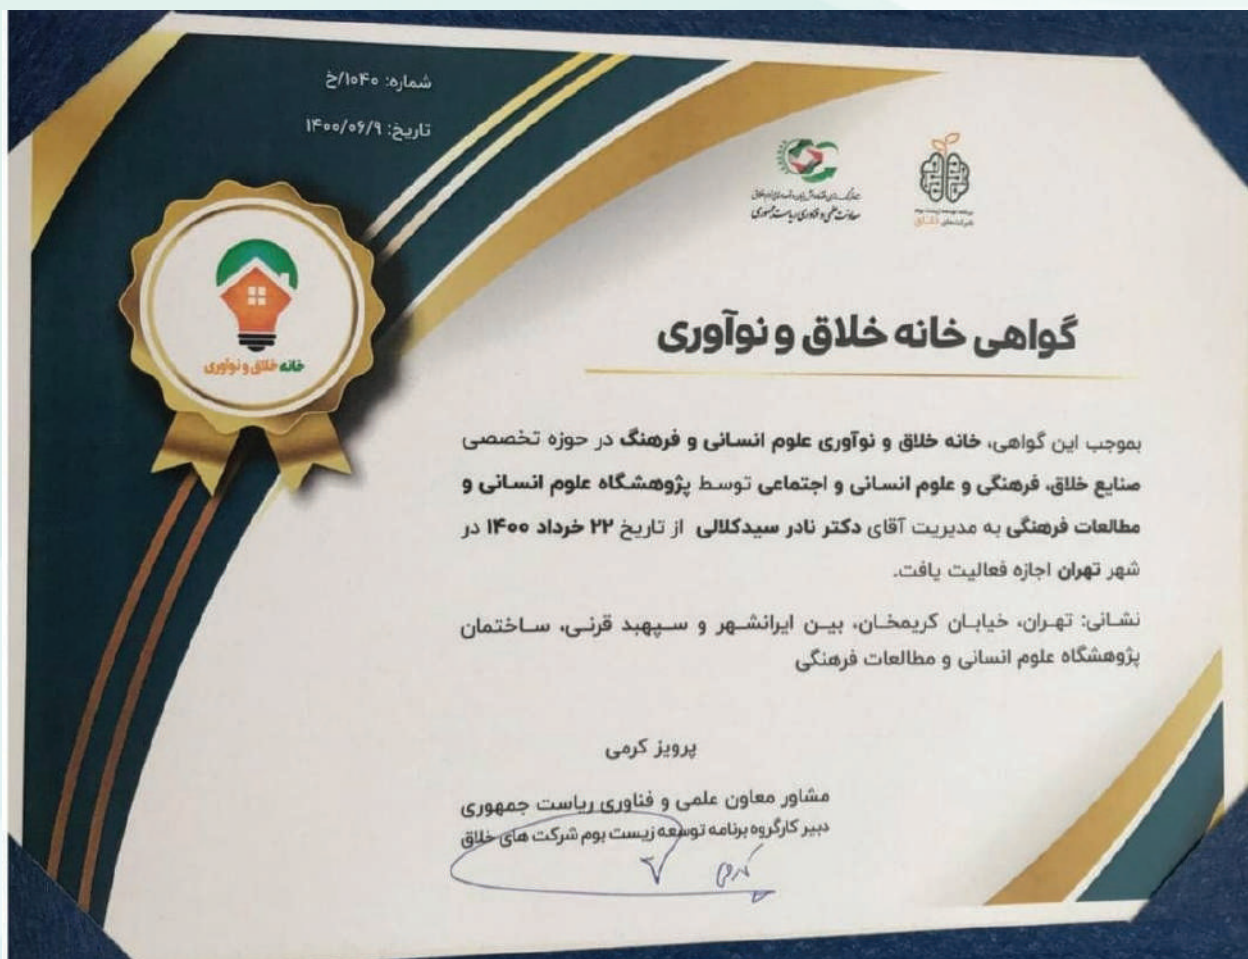 شماره: ۱۰۴۰/خ
تاریخ: ۱۴۰۰/۰۶/۹
معاونت علمی و فناوری ریاست جمهوری
شرکت‌های خلاق
خانه خلاق و نوآوری
گواهی خانه خلاق و نوآوری
بموجب این گواهی، خانه خلاق و نوآوری علوم انسانی و فرهنگ در حوزه تخصصی
صنایع خلاق، فرهنگی و علوم انسانی و اجتماعی توسط پژوهشگاه علوم انسانی و
مطالعات فرهنگی به مدیریت آقای دکتر نادر سیدکلالی از تاریخ ۲۲ خرداد ۱۴۰۰ در
شهر تهران اجازه فعالیت یافت.
نشانی: تهران، خیابان کریمخان، بین ایرانشهر و سپهبد قرنی، ساختمان
پژوهشگاه علوم انسانی و مطالعات فرهنگی
پرویز کرمی
مشاور معاون علمی و فناوری ریاست جمهوری
دبیر کارگروه برنامه توسعه زیست بوم شرکت های خلاق